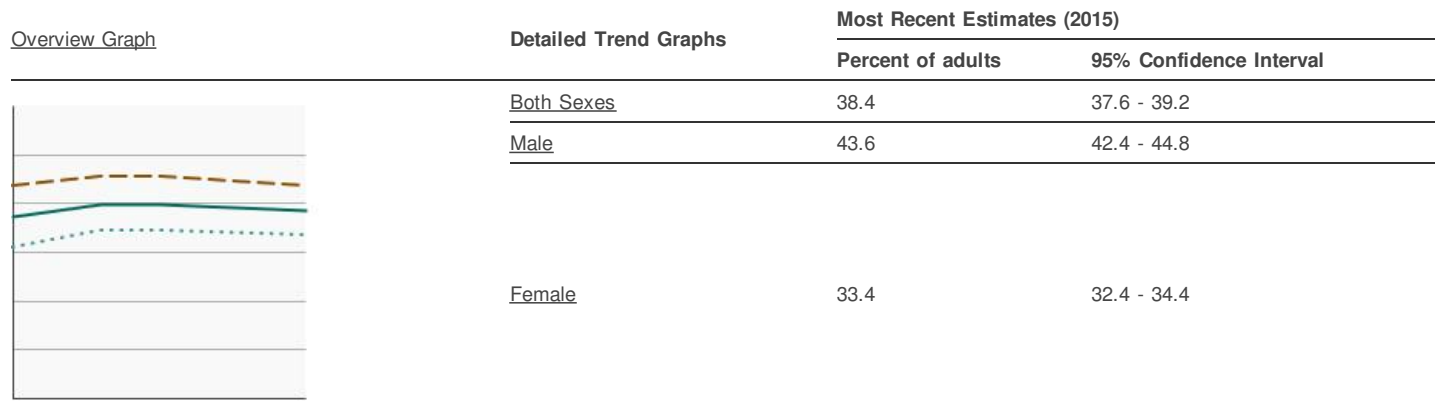 Overview Graph Detailed Trend Graphs Most Recent Estimates (2015)
Percent of adults 95% Confidence Interval
Both Sexes 38.4 37.6 - 39.2
Male 43.6 42.4 - 44.8
Female 33.4 32.4 - 34.4